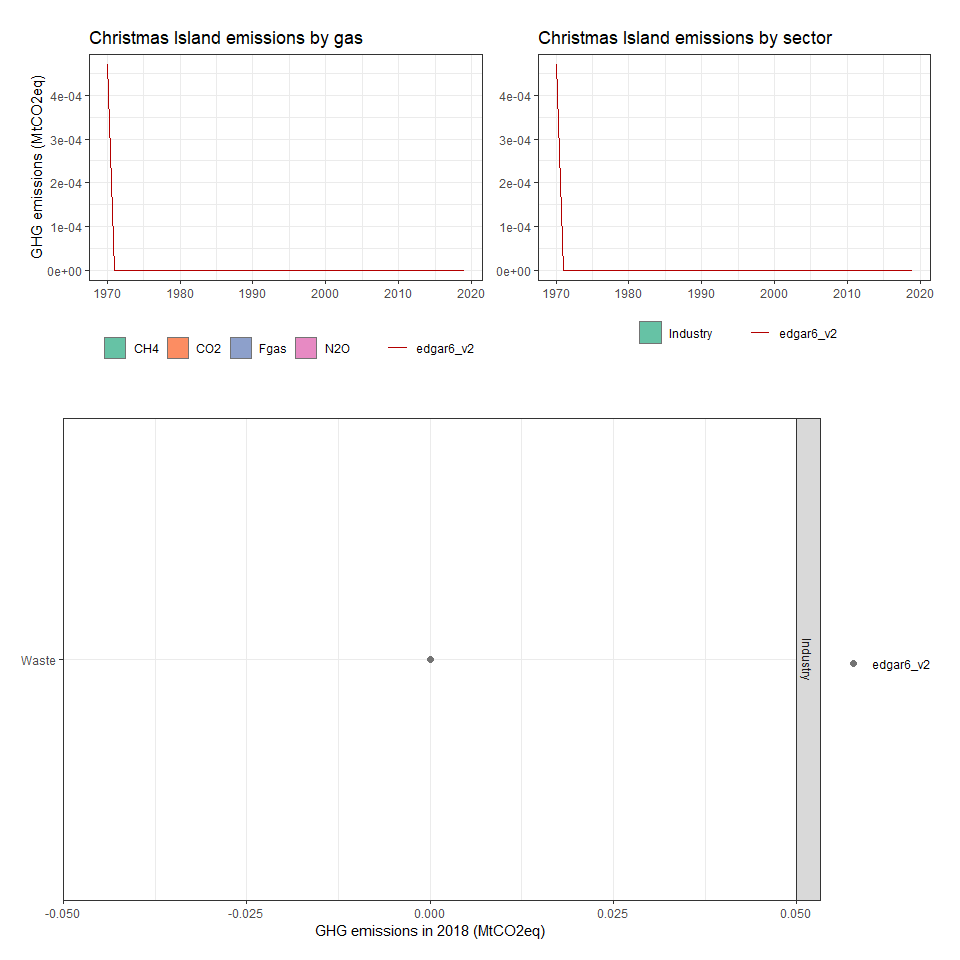 Christmas Island emissions by gas
Christmas Island emissions by sector
GHG emissions (MtCO2eq)
4e-04
3e-04
2e-04
1e-04
0e+00
1970 1980 1990 2000 2010 2020
4e-04
3e-04
2e-04
1e-04
0e+00
1970 1980 1990 2000 2010 2020
CH4 CO2 Fgas N2O edgar6_v2
Industry edgar6_v2
Waste
Industry
edgar6_v2
-0.050 -0.025 0.000 0.025 0.050
GHG emissions in 2018 (MtCO2eq)